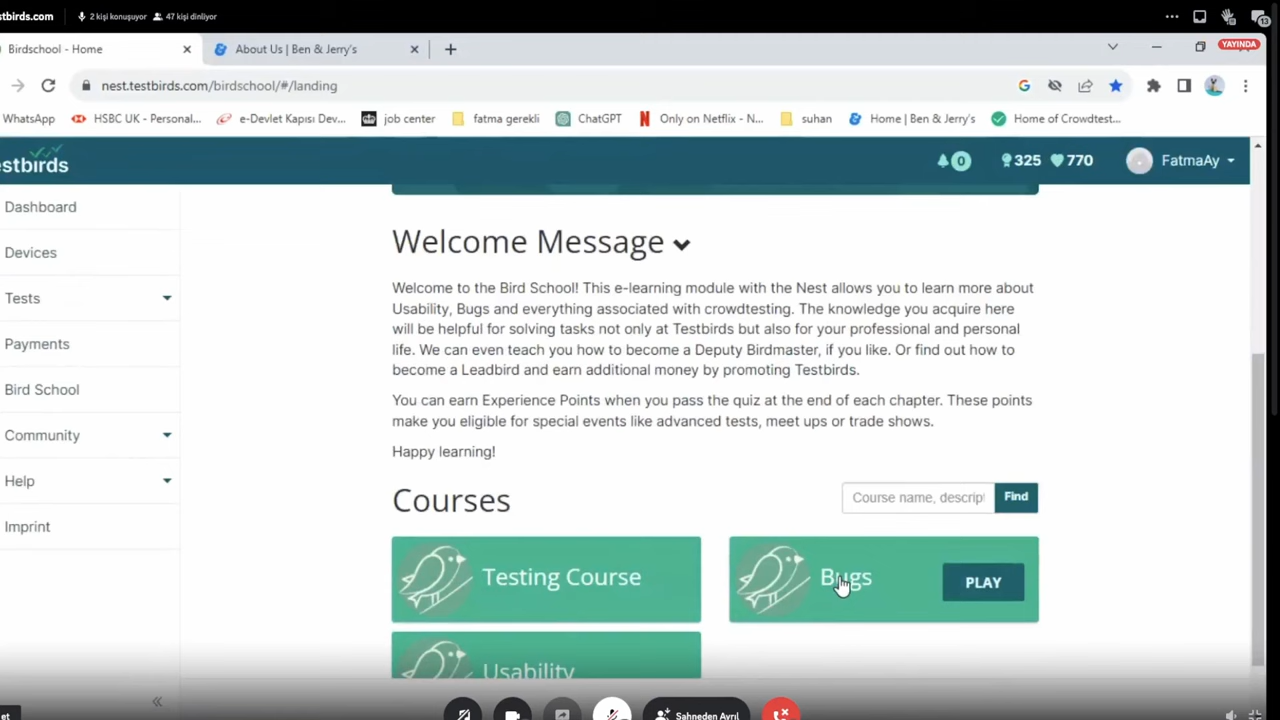 stbirds.com
2 kişi konuşuyor 47 kişi dinliyor
13
Birdschool - Home
About Us | Ben & Jerry's
YAYINDA
nest.testbirds.com/birdschool/#/landing
WhatsApp
HSBC UK - Personal...
e-Devlet Kapısı Dev...
job center
fatma gerekli
ChatGPT
Only on Netflix - N...
suhan
Home | Ben & Jerry's
Home of Crowdtest...
estbirds
0
325
770
FatmaAy
Dashboard
Devices
Tests
Payments
Bird School
Community
Help
Imprint
Welcome Message
Welcome to the Bird School! This e-learning module with the Nest allows you to learn more about
Usability, Bugs and everything associated with crowdtesting. The knowledge you acquire here
will be helpful for solving tasks not only at Testbirds but also for your professional and personal
life. We can even teach you how to become a Deputy Birdmaster, if you like. Or find out how to
become a Leadbird and earn additional money by promoting Testbirds.
You can earn Experience Points when you pass the quiz at the end of each chapter. These points
make you eligible for special events like advanced tests, meet ups or trade shows.
Happy learning!
Courses
Course name, descript
Find
Testing Course
Bugs
PLAY
Usability
et
Sahneden Ayrıl